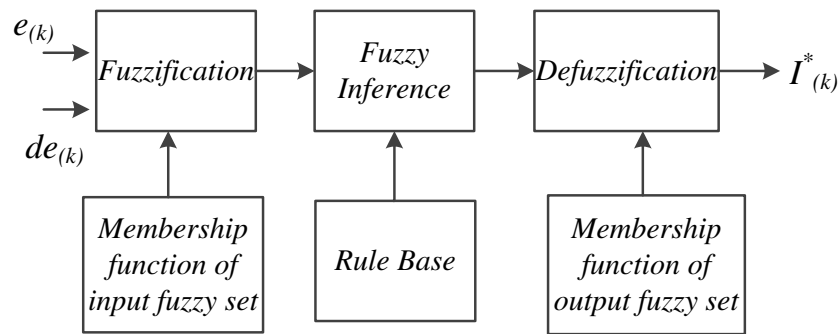 e(k)
de(k)
Fuzzification
Fuzzy
Inference
Defuzzification
I*(k)
Membership
function of
input fuzzy set
Rule Base
Membership
function of
output fuzzy set